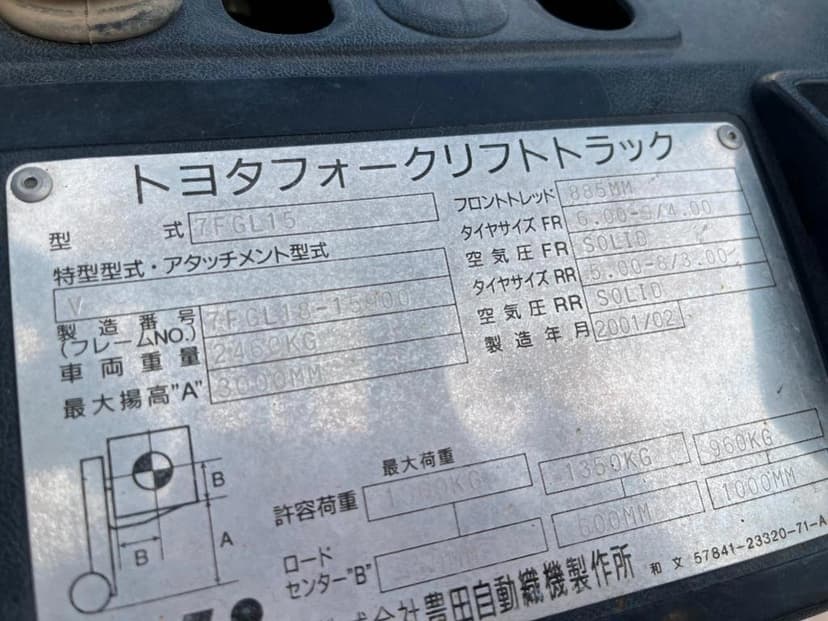 トヨタフォークリフトトラック
型 式 7FGL15
特型型式・アタッチメント型式
V
製造番号 7FGL18-15900
(フレームNO.)
車両重量
最大揚高"A" 3000MM
フロントトレッド 885MM
タイヤサイズ FR 6.00-9/4.00
空気圧 FR SOLID
タイヤサイズ RR 5.00-8/3.00
空気圧 RR SOLID
製造年月 2001/02
B
A
B
最大荷重
許容荷重 1350KG 960KG
ロード
センター"B" 600MM 1000MM
豊田自動織機製作所 和文 57841-23320-71-A